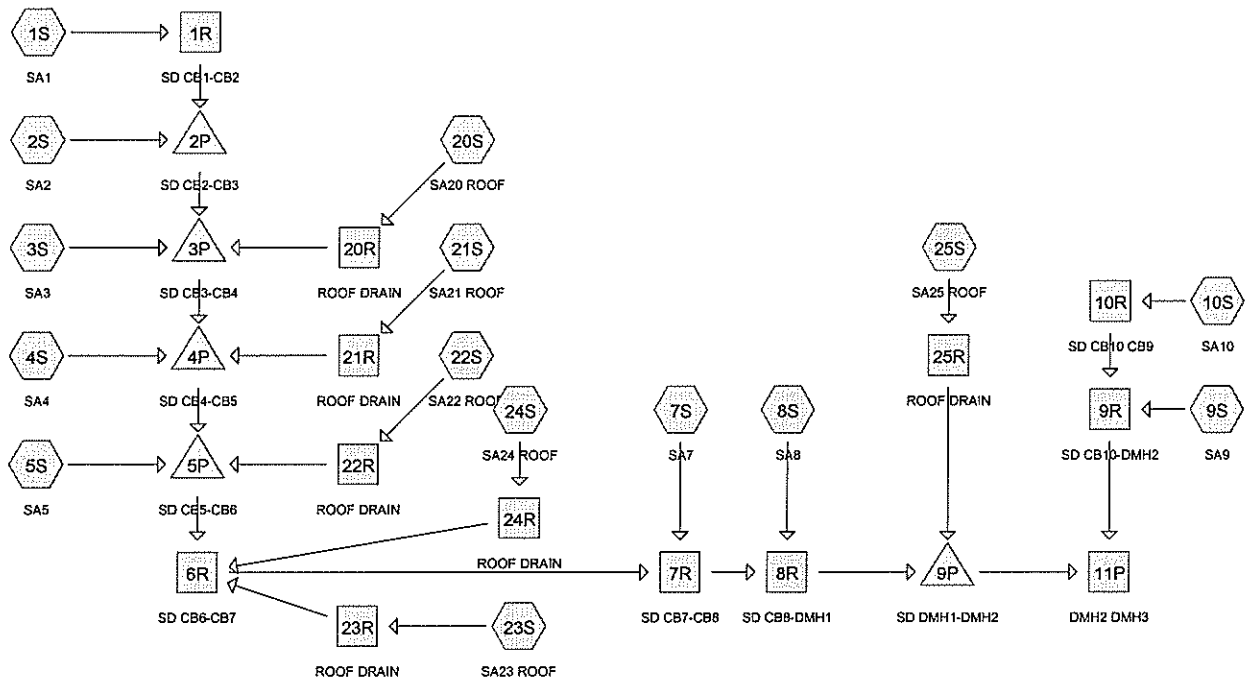 1S
1R
SA1
SD CB1-CB2
2S
2P
20S
SA2
SD CB2-CB3
SA20 ROOF
3S
3P
20R
21S
25S
SA3
SD CB3-CB4
ROOF DRAIN
SA21 ROOF
SA25 ROOF
10R
10S
4S
4P
21R
22S
25R
SD CB10 CB9
SA10
SA4
SD CB4-CB5
ROOF DRAIN
SA22 ROOF
24S
7S
8S
ROOF DRAIN
9R
9S
5S
5P
22R
SA24 ROOF
SA7
SA8
SD CB10-DMH2
SA9
SA5
SD CB5-CB6
ROOF DRAIN
24R
6R
ROOF DRAIN
7R
8R
9P
11P
SD CB6-CB7
SD CB7-CB8
SD CB8-DMH1
SD DMH1-DMH2
DMH2 DMH3
23R
23S
ROOF DRAIN
SA23 ROOF